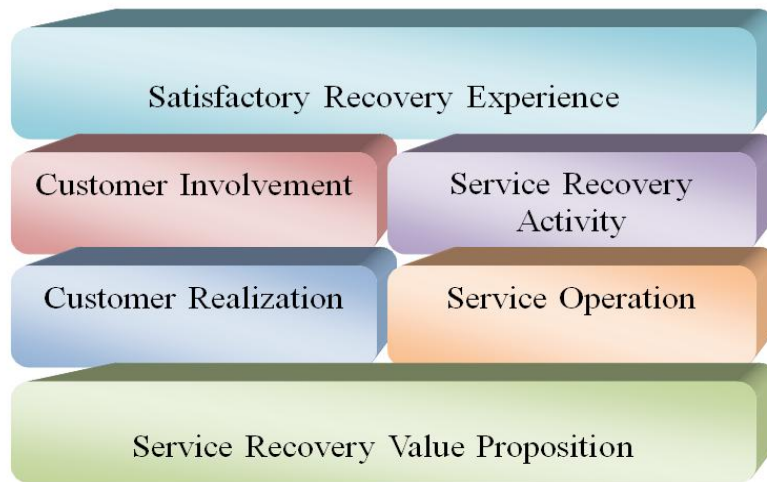 Satisfactory Recovery Experience
Customer Involvement
Service Recovery
Activity
Customer Realization
Service Operation
Service Recovery Value Proposition